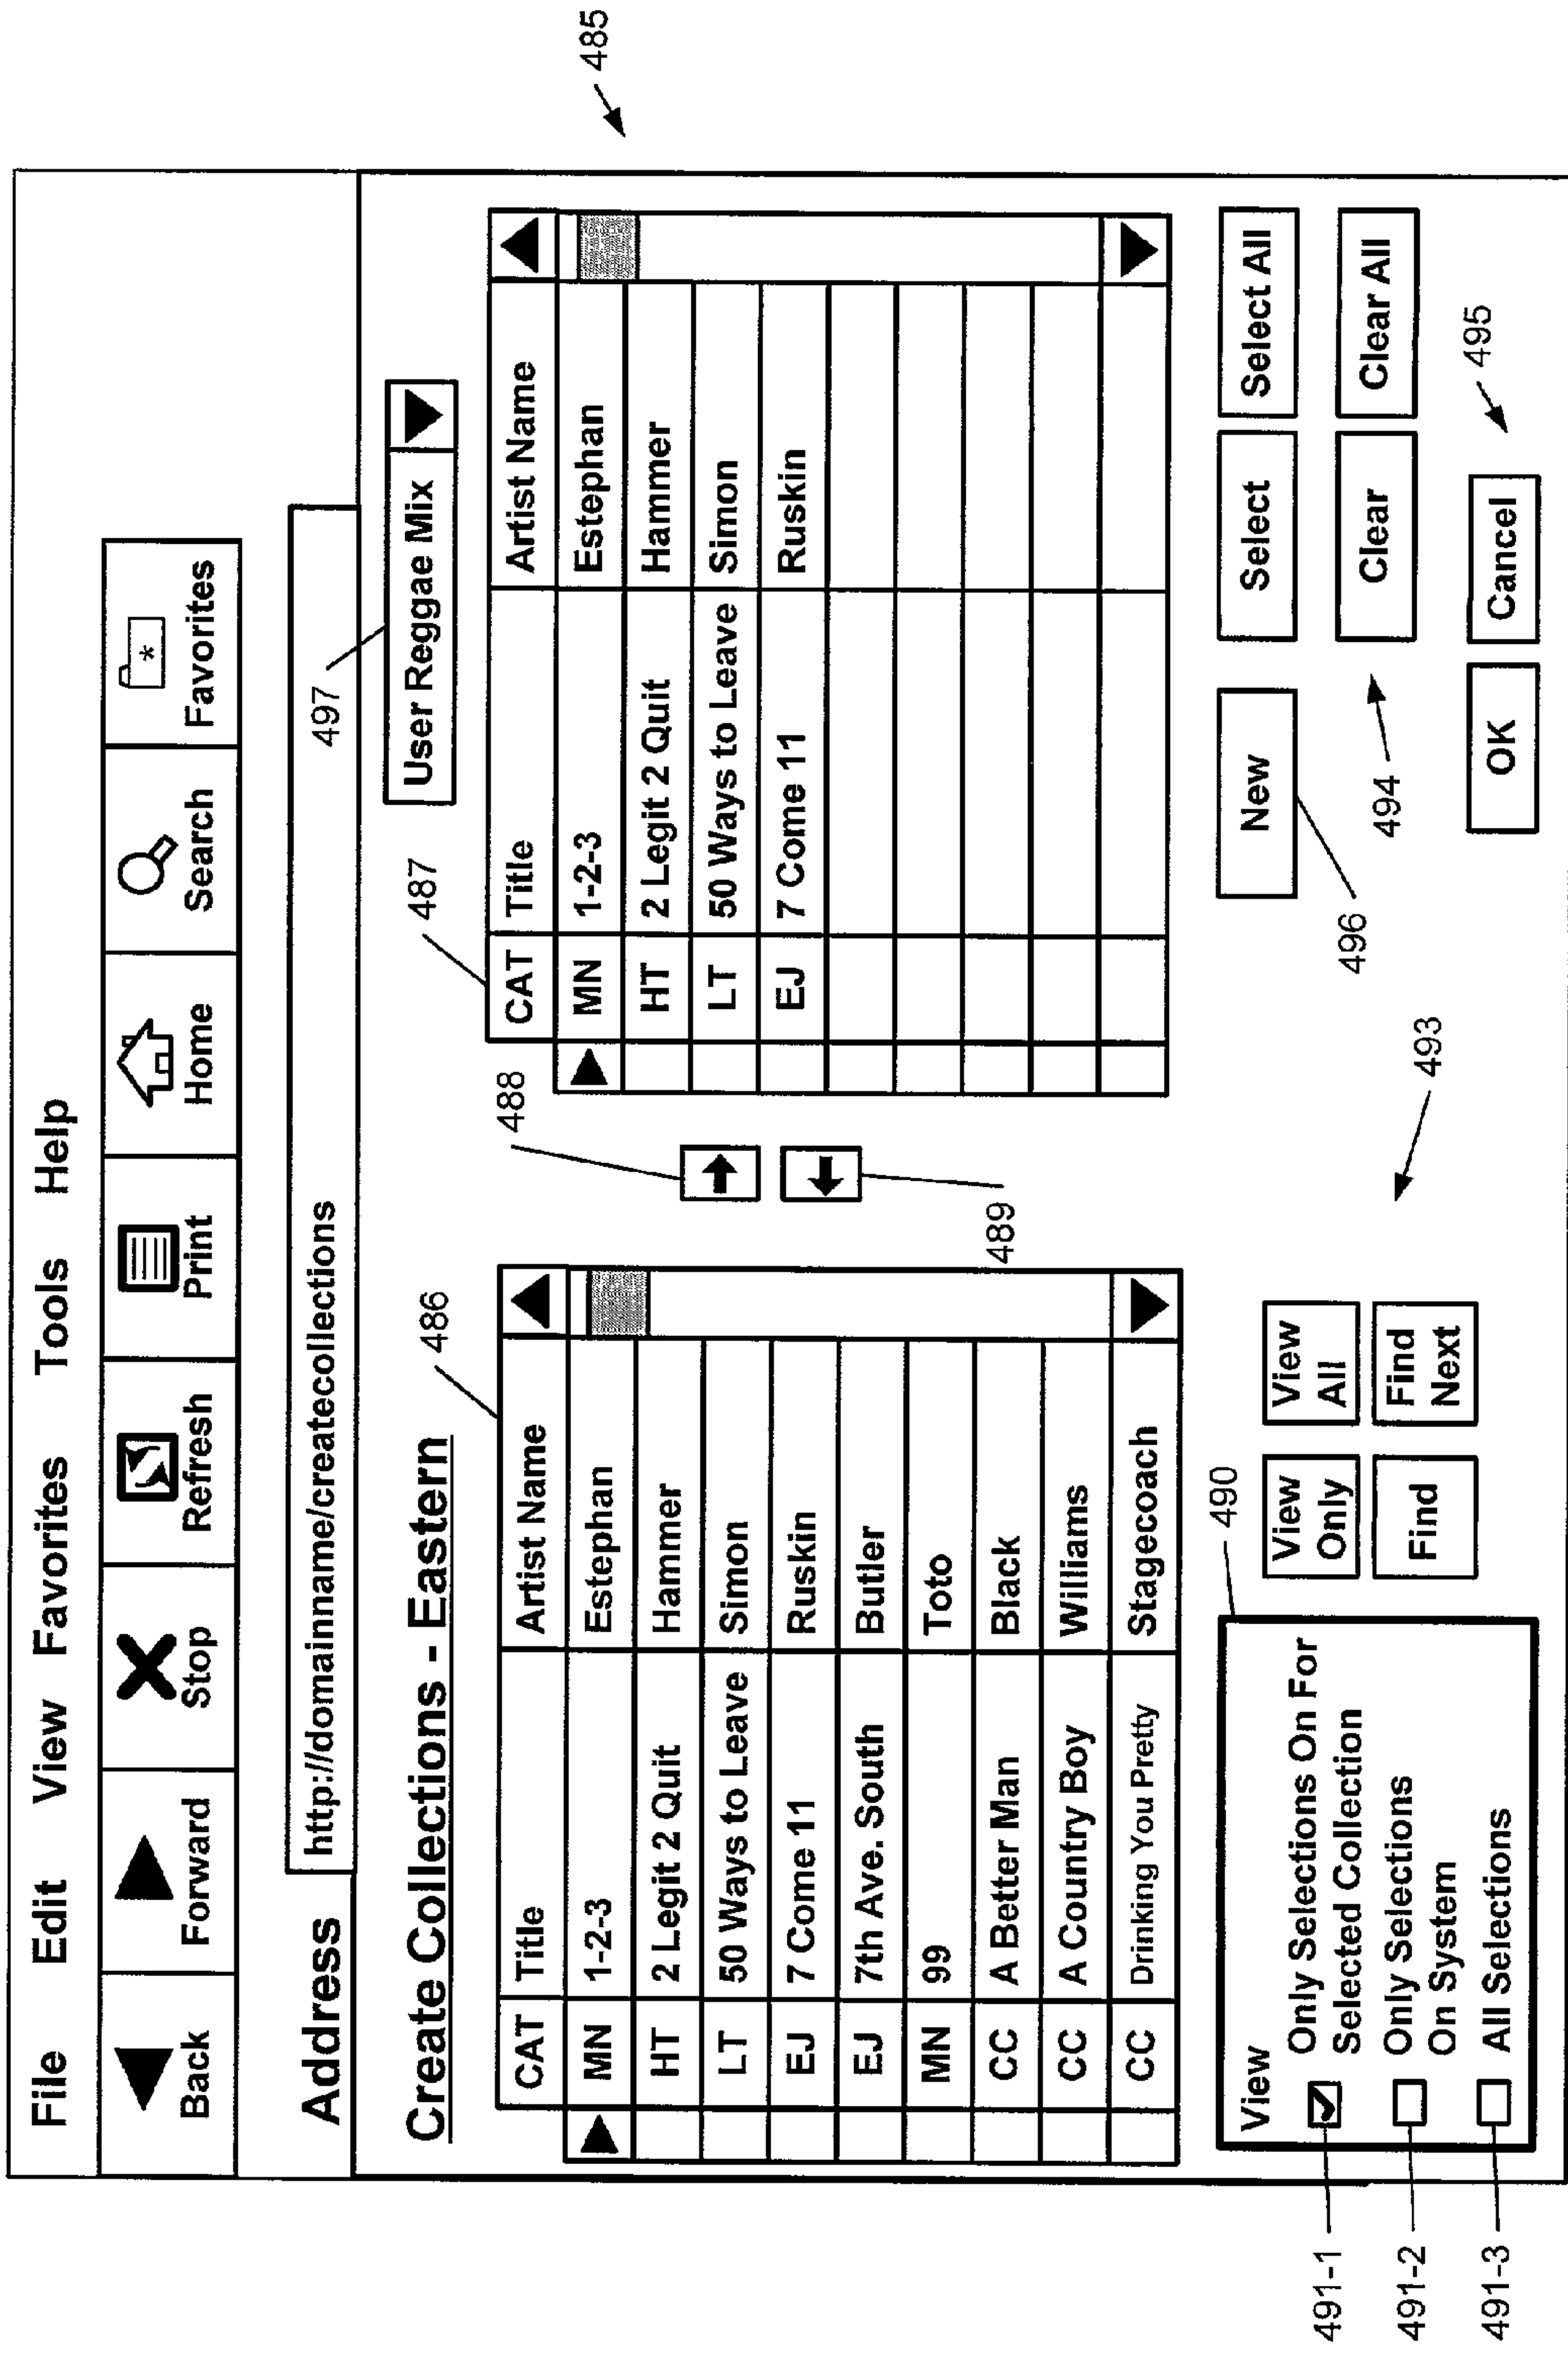 File Edit View Favorites Tools Help
Back Forward Stop Refresh Print Home Search * Favorites
Address http://domainname/createcollections
485
497
Create Collections - Eastern
User Reggae Mix
486
487
CAT Title Artist Name
MN 1-2-3 Estephan
HT 2 Legit 2 Quit Hammer
LT 50 Ways to Leave Simon
EJ 7 Come 11 Ruskin
EJ 7th Ave. South Butler
MN 99 Toto
CC A Better Man Black
CC A Country Boy Williams
CC Drinking You Pretty Stagecoach
488
489
CAT Title Artist Name
MN 1-2-3 Estephan
HT 2 Legit 2 Quit Hammer
LT 50 Ways to Leave Simon
EJ 7 Come 11 Ruskin
490
View
491-1 Only Selections On For
Selected Collection
491-2 Only Selections
On System
491-3 All Selections
View
Only
View
All
Find
Find
Next
493
New
Select
Select All
496
494
Clear
Clear All
495
OK
Cancel